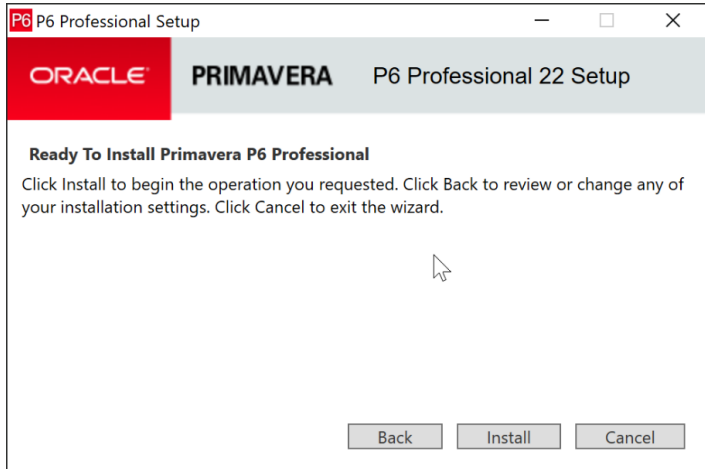 P6 P6 Professional Setup
ORACLE PRIMAVERA P6 Professional 22 Setup
Ready To Install Primavera P6 Professional
Click Install to begin the operation you requested. Click Back to review or change any of
your installation settings. Click Cancel to exit the wizard.
Back Install Cancel